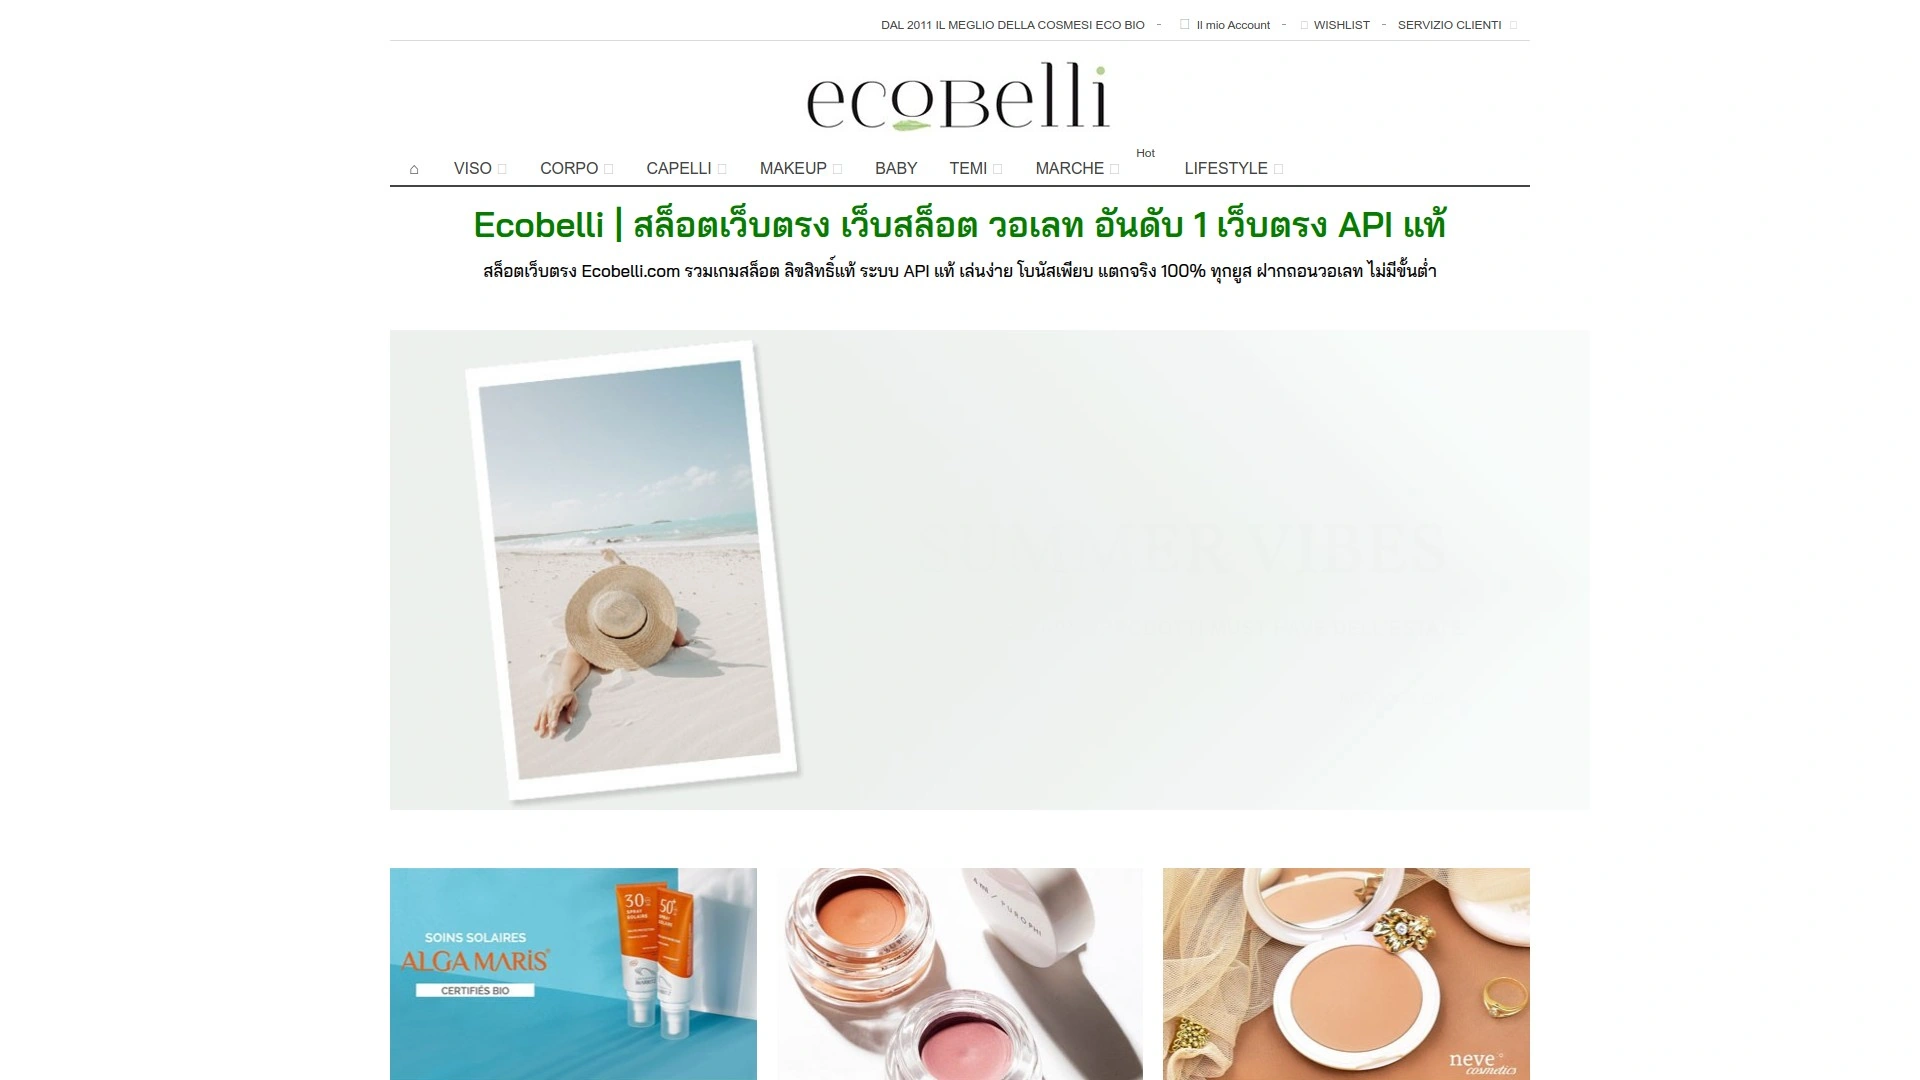 DAL 2011 IL MEGLIO DELLA COSMESI ECO BIO - Il mio Account - WISHLIST - SERVIZIO CLIENTI
ecoBelli
Hot
VISO CORPO CAPELLI MAKEUP BABY TEMI MARCHE LIFESTYLE
Ecobelli | สล็อตเว็บตรง เว็บสล็อต วอเลท อันดับ 1 เว็บตรง API แท้
สล็อตเว็บตรง Ecobelli.com รวมเกมสล็อต ลิขสิทธิ์แท้ ระบบ API แท้ เล่นง่าย โบนัสเพียบ แตกจริง 100% ทุกยูส ฝากถอนวอเลท ไม่มีขั้นต่ำ
SUMMER VIBES
SOINS SOLAIRES
ALGA MARIS®
CERTIFIÉS BIO
30
SPRAY
SOLAIRE
50+
SPRAY
SOLAIRE
4 ml / PUROPHI
neve
cosmetics